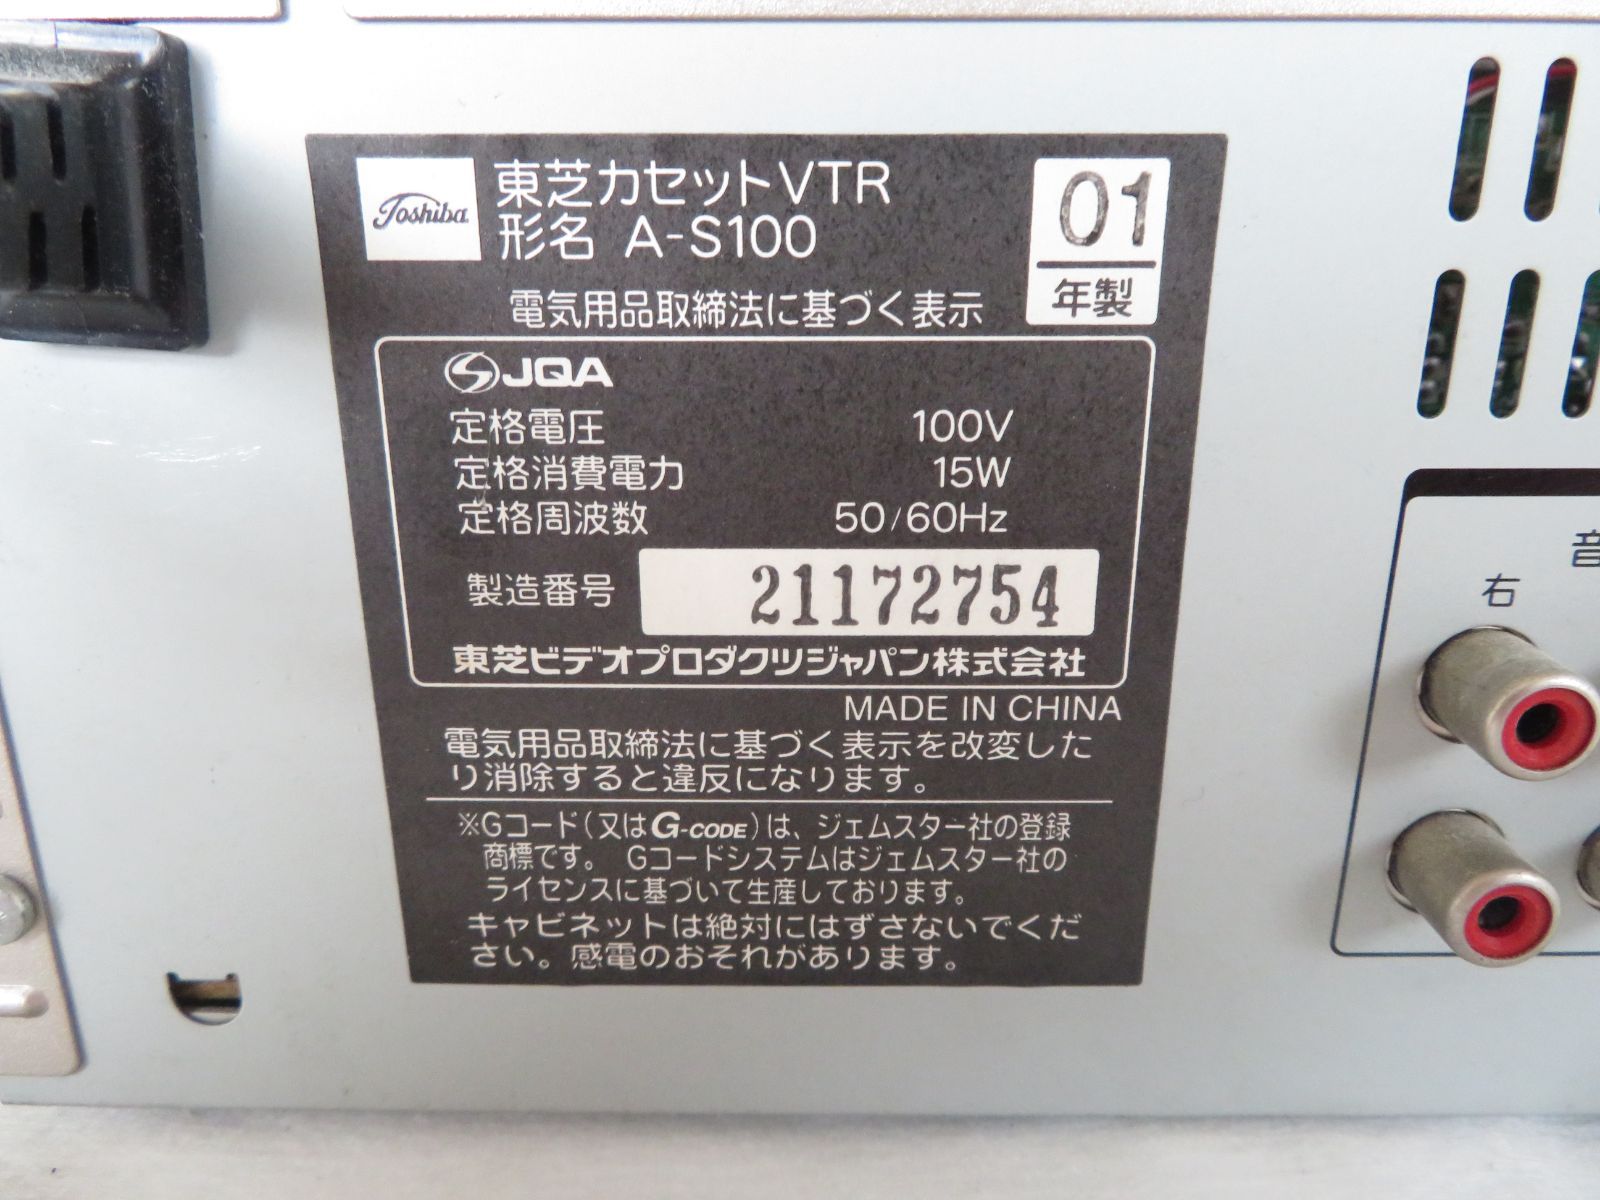 Toshiba
東芝カセットVTR
形名 A-S100
01
年製
電気用品取締法に基づく表示
JQA
定格電圧 100V
定格消費電力 15W
定格周波数 50/60Hz
製造番号 21172754
東芝ビデオプロダクツジャパン株式会社
MADE IN CHINA
電気用品取締法に基づく表示を改変した
り消除すると違反になります。
※Gコード(又はG-CODE)は、ジェムスター社の登録
商標です。 Gコードシステムはジェムスター社の
ライセンスに基づいて生産しております。
キャビネットは絶対にはずさないでくだ
さい。感電のおそれがあります。
音
右